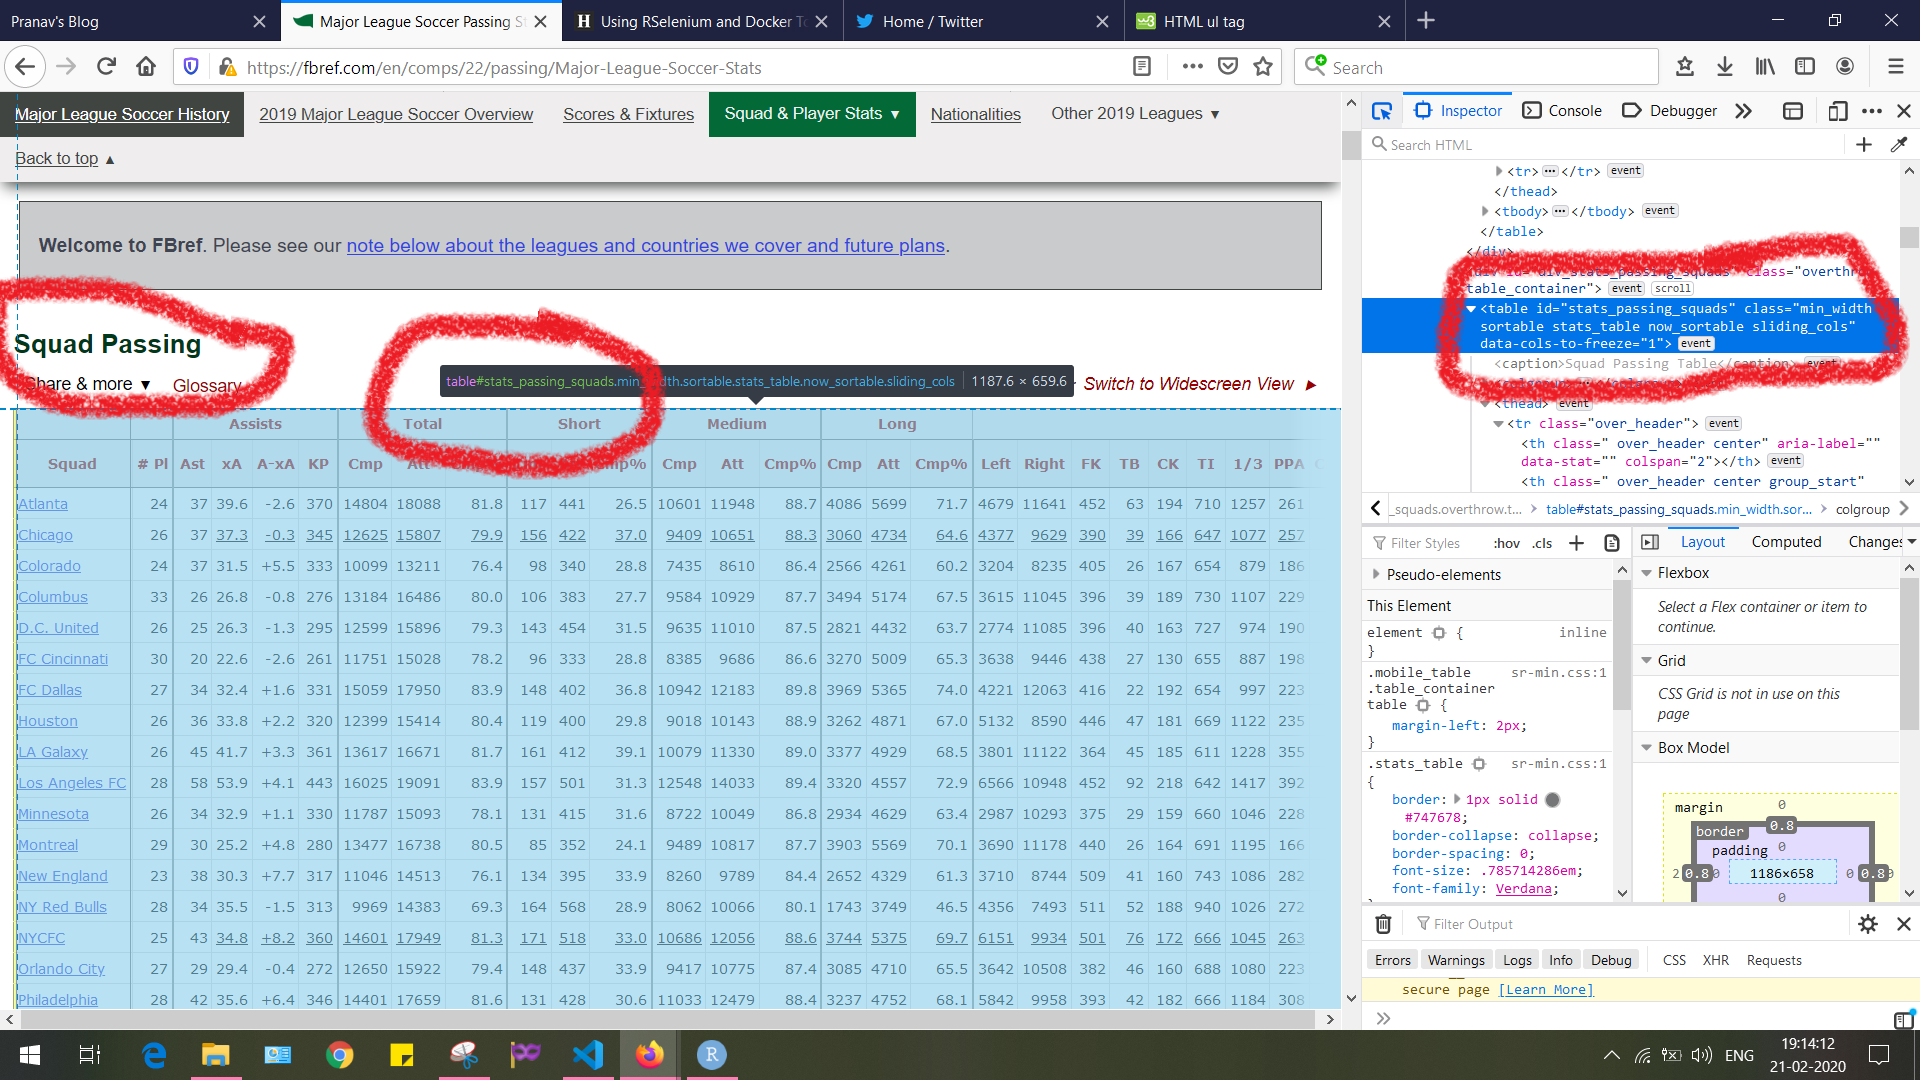 Pranav's Blog
Major League Soccer Passing St
Using RSelenium and Docker To
Home / Twitter
HTML ul tag
https://fbref.com/en/comps/22/passing/Major-League-Soccer-Stats
Search
Major League Soccer History 2019 Major League Soccer Overview Scores & Fixtures Squad & Player Stats ▼ Nationalities Other 2019 Leagues ▼
Back to top ▲
Welcome to FBref. Please see our note below about the leagues and countries we cover and future plans.
Squad Passing
Share & more ▼ Glossary
table#stats_passing_squads.min_width.sortable.stats_table.now_sortable.sliding_cols 1187.6 × 659.6
Switch to Widescreen View ►
Assists Total Short Medium Long
Squad # Pl Ast xA A-xA KP Cmp Att Cmp% Cmp Att Cmp% Cmp Att Cmp% Left Right FK TB CK TI 1/3 PPA
Atlanta 24 37 39.6 -2.6 370 14804 18088 81.8 117 441 26.5 10601 11948 88.7 4086 5699 71.7 4679 11641 452 63 194 710 1257 261
Chicago 26 37 37.3 -0.3 345 12625 15807 79.9 156 422 37.0 9409 10651 88.3 3060 4734 64.6 4377 9629 390 39 166 647 1077 257
Colorado 24 37 31.5 +5.5 333 10099 13211 76.4 98 340 28.8 7435 8610 86.4 2566 4261 60.2 3204 8235 405 26 167 654 879 186
Columbus 33 26 26.8 -0.8 276 13184 16486 80.0 106 383 27.7 9584 10929 87.7 3494 5174 67.5 3615 11045 396 39 189 730 1107 229
D.C. United 26 25 26.3 -1.3 295 12599 15896 79.3 143 454 31.5 9635 11010 87.5 2821 4432 63.7 2774 11085 396 40 163 727 974 190
FC Cincinnati 30 20 22.6 -2.6 261 11751 15028 78.2 96 333 28.8 8385 9686 86.6 3270 5009 65.3 3638 9446 438 27 130 655 887 198
FC Dallas 27 34 32.4 +1.6 331 15059 17950 83.9 148 402 36.8 10942 12183 89.8 3969 5365 74.0 4221 12063 416 22 192 654 997 223
Houston 26 36 33.8 +2.2 320 12399 15414 80.4 119 400 29.8 9018 10143 88.9 3262 4871 67.0 5132 8590 446 47 181 669 1122 235
LA Galaxy 26 45 41.7 +3.3 361 13617 16671 81.7 161 412 39.1 10079 11330 89.0 3377 4929 68.5 3801 11122 364 45 185 611 1228 355
Los Angeles FC 28 58 53.9 +4.1 443 16025 19091 83.9 157 501 31.3 12548 14033 89.4 3320 4557 72.9 6566 10948 452 92 218 642 1417 392
Minnesota 26 34 32.9 +1.1 330 11787 15093 78.1 131 415 31.6 8722 10049 86.8 2934 4629 63.4 2987 10293 375 29 159 660 1046 228
Montreal 29 30 25.2 +4.8 280 13477 16738 80.5 85 352 24.1 9489 10817 87.7 3903 5569 70.1 3690 11178 440 26 164 691 1195 166
New England 23 38 30.3 +7.7 317 11046 14513 76.1 134 395 33.9 8260 9789 84.4 2652 4329 61.3 3710 8744 509 41 160 743 1086 282
NY Red Bulls 28 34 35.5 -1.5 313 9969 14383 69.3 164 568 28.9 8062 10066 80.1 1743 3749 46.5 4356 7493 511 52 188 940 1026 272
NYCFC 25 43 34.8 +8.2 360 14601 17949 81.3 171 518 33.0 10686 12056 88.6 3744 5375 69.7 6151 9934 501 76 172 666 1045 263
Orlando City 27 29 29.4 -0.4 272 12650 15922 79.4 148 437 33.9 9417 10775 87.4 3085 4710 65.5 3642 10508 382 46 160 688 1080 223
Philadelphia 28 42 35.6 +6.4 346 14401 17659 81.6 131 428 30.6 11033 12479 88.4 3237 4752 68.1 5842 9958 393 42 182 666 1184 308
Inspector Console Debugger
Search HTML
<tr> ••• </tr> event
</thead>
<tbody> ••• </tbody> event
</table>
</div>
<div id="div_stats_passing_squads" class="overthro
table_container"> event scroll
<table id="stats_passing_squads" class="min_width
sortable stats_table now_sortable sliding_cols"
data-cols-to-freeze="1"> event
<caption>Squad Passing Table</caption> event
<thead> event
<tr class="over_header"> event
<th class=" over_header center" aria-label=""
data-stat="" colspan="2"></th> event
<th class=" over_header center group_start"
_squads.overthrow.t... table#stats_passing_squads.min_width.sor... colgroup
Filter Styles :hov .cls +
Pseudo-elements
This Element
element { inline
}
.mobile_table sr-min.css:1
.table_container
table {
margin-left: 2px;
}
.stats_table sr-min.css:1
{
border: 1px solid
#747678;
border-collapse: collapse;
border-spacing: 0;
font-size: .785714286em;
font-family: Verdana;
Layout Computed Changes
Flexbox
Select a Flex container or item to
continue.
Grid
CSS Grid is not in use on this
page
Box Model
margin 0
border 0.8
padding 0
2 0.8 0 1186×658 0 0.8 0
0
Filter Output
Errors Warnings Logs Info Debug CSS XHR Requests
secure page [Learn More]
ENG
19:14:12
21-02-2020